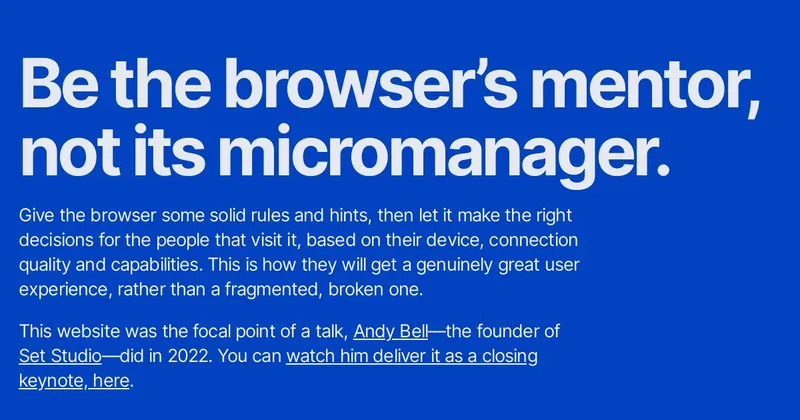 Be the browser’s mentor,
not its micromanager.
Give the browser some solid rules and hints, then let it make the right
decisions for the people that visit it, based on their device, connection
quality and capabilities. This is how they will get a genuinely great user
experience, rather than a fragmented, broken one.
This website was the focal point of a talk, Andy Bell—the founder of
Set Studio—did in 2022. You can watch him deliver it as a closing
keynote, here.